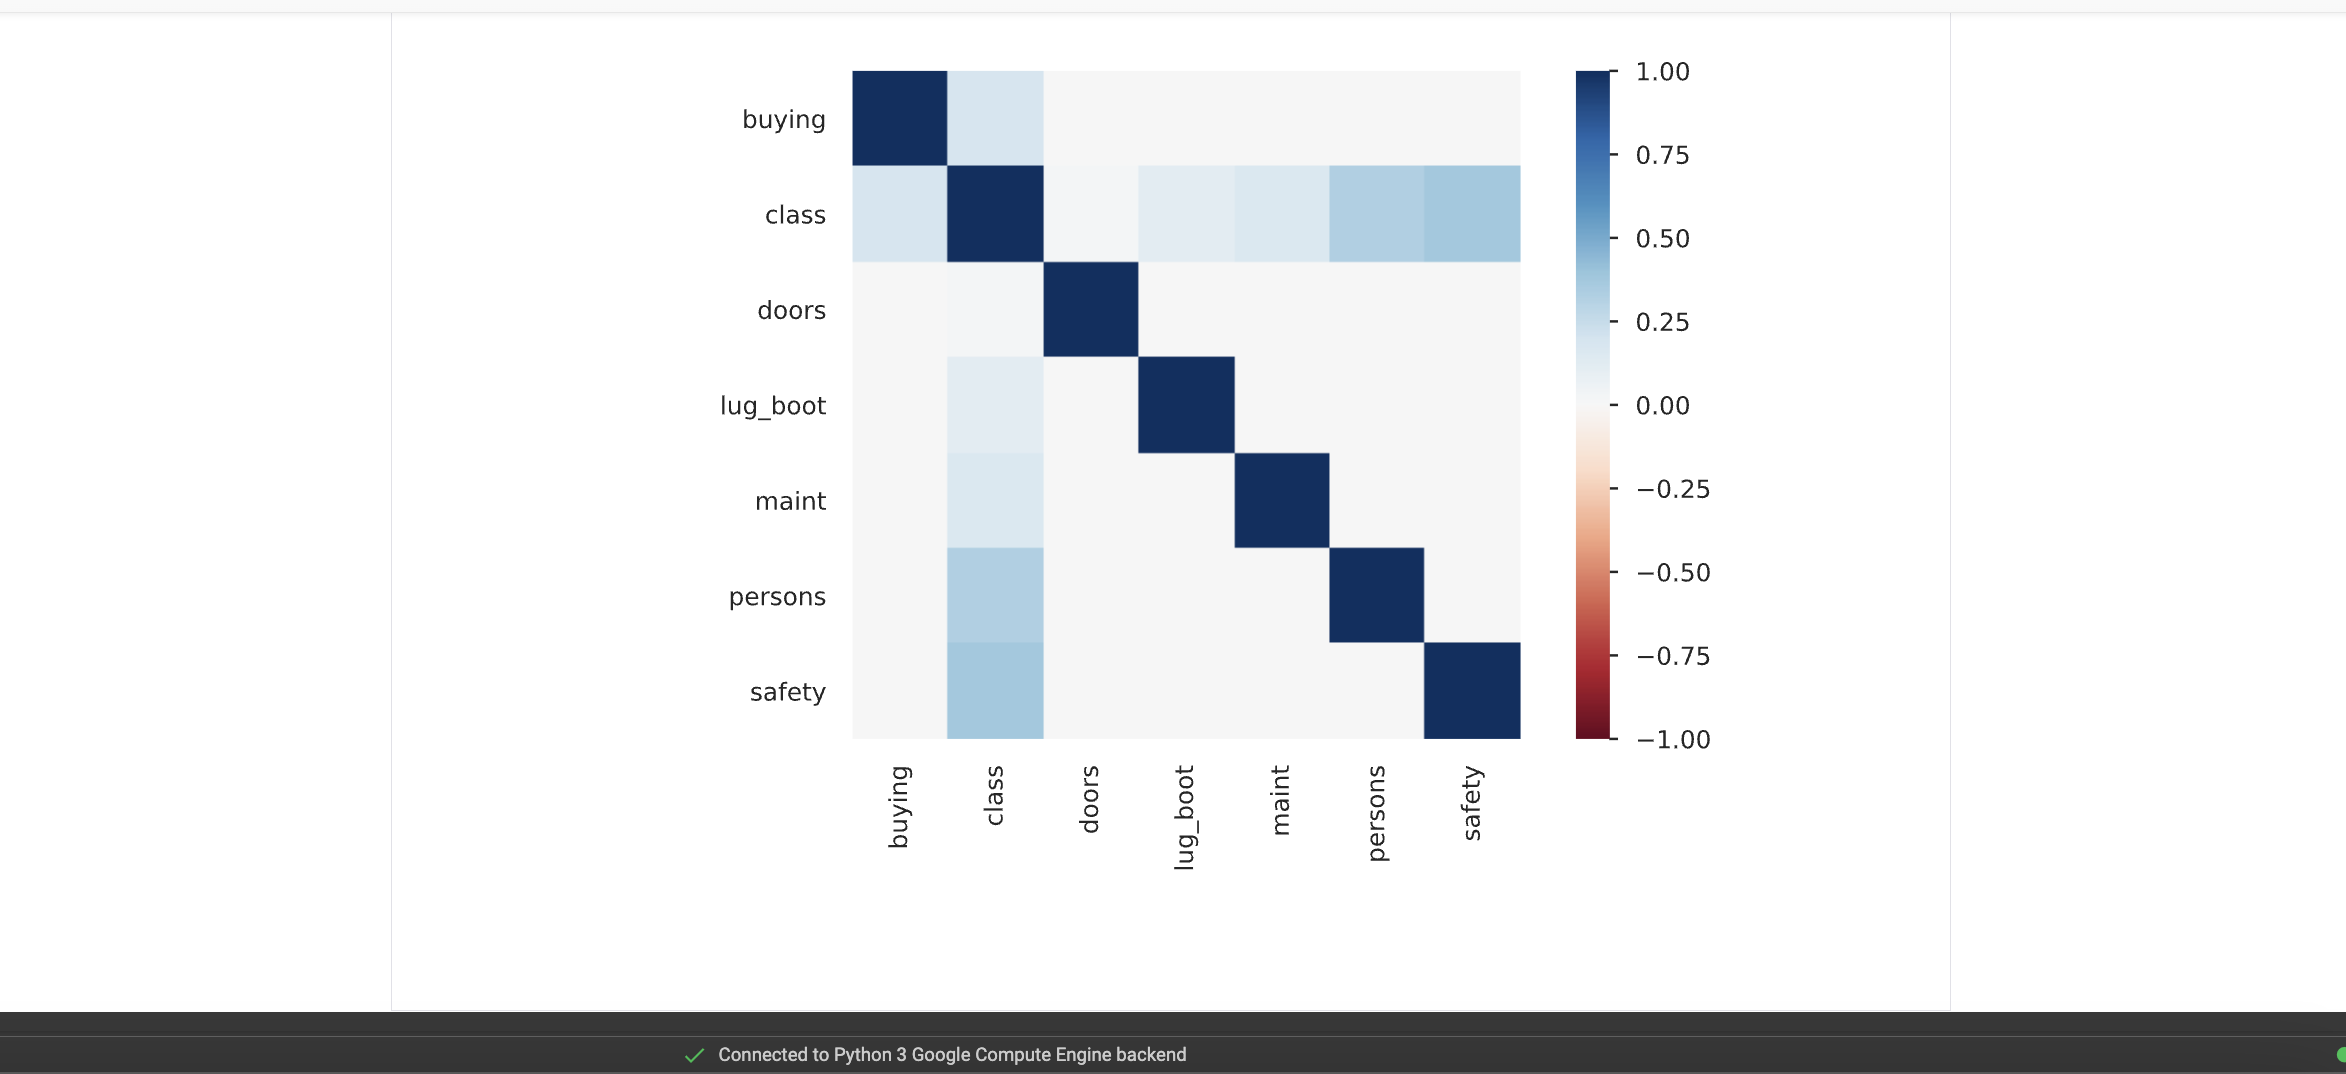 1.00
buying
0.75
class
0.50
doors
0.25
lug_boot
0.00
maint
−0.25
persons
−0.50
safety
−0.75
−1.00
buying
class
doors
lug_boot
maint
persons
safety
Connected to Python 3 Google Compute Engine backend